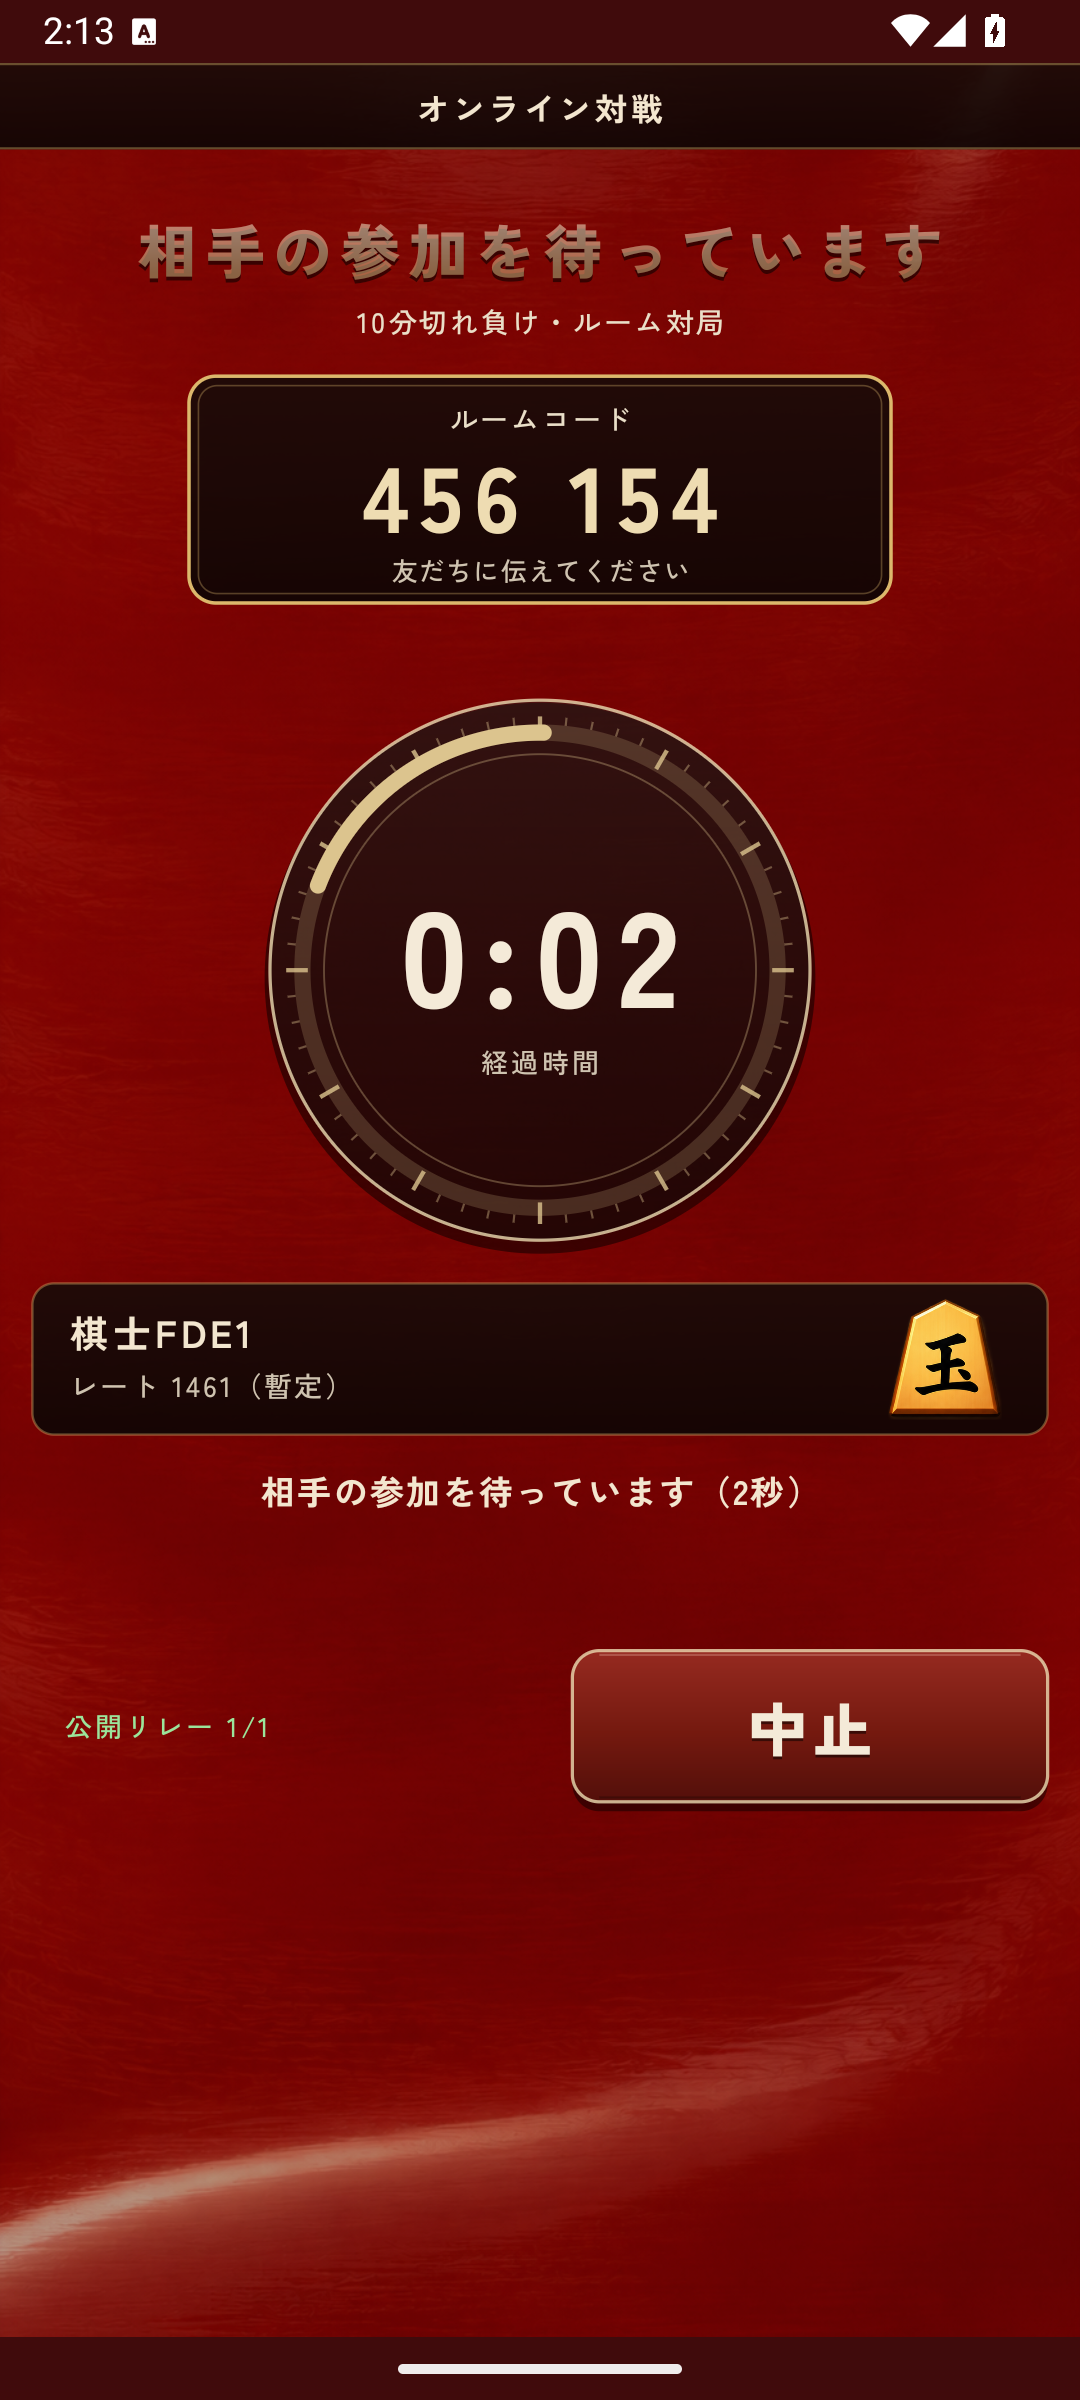 2:13
オンライン対戦
相手の参加を待っています
10分切れ負け・ルーム対局
ルームコード
456 154
友だちに伝えてください
0:02
経過時間
棋士FDE1
レート 1461（暫定）
玉
相手の参加を待っています（2秒）
公開リレー 1/1
中止